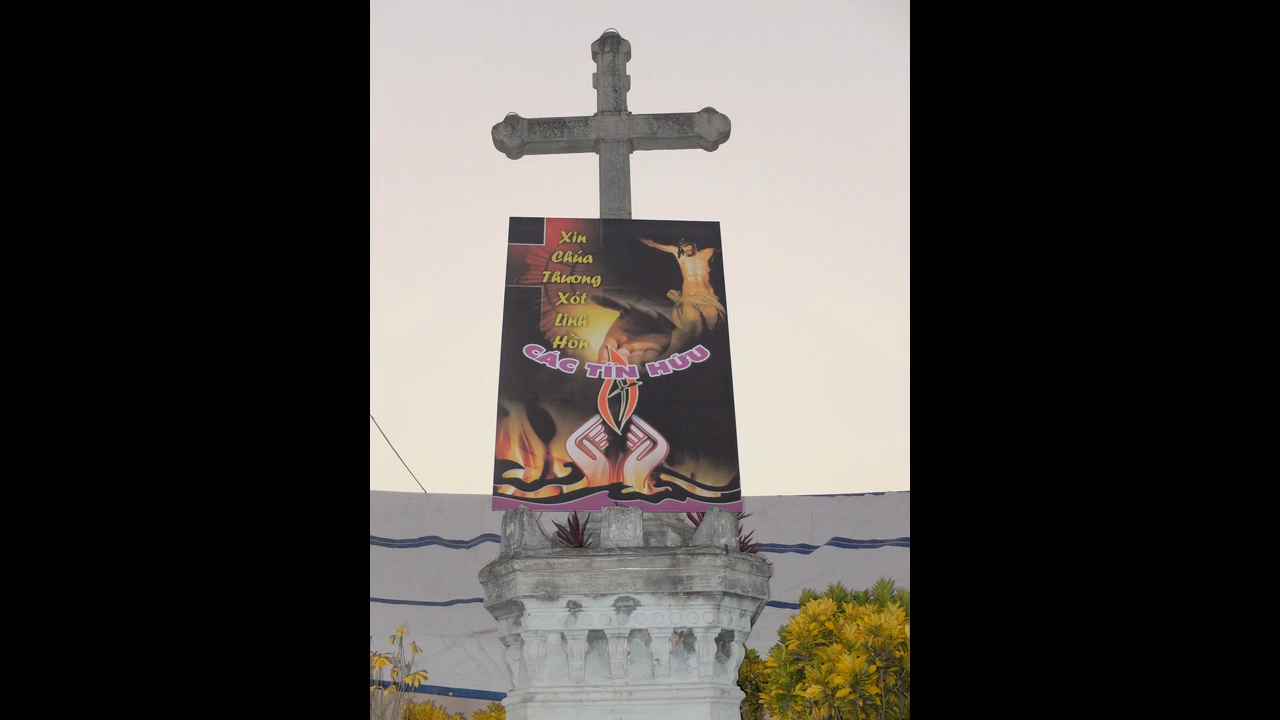 Xin
Chúa
Thương
Xót
Linh
Hồn
CÁC TÍN HỮU